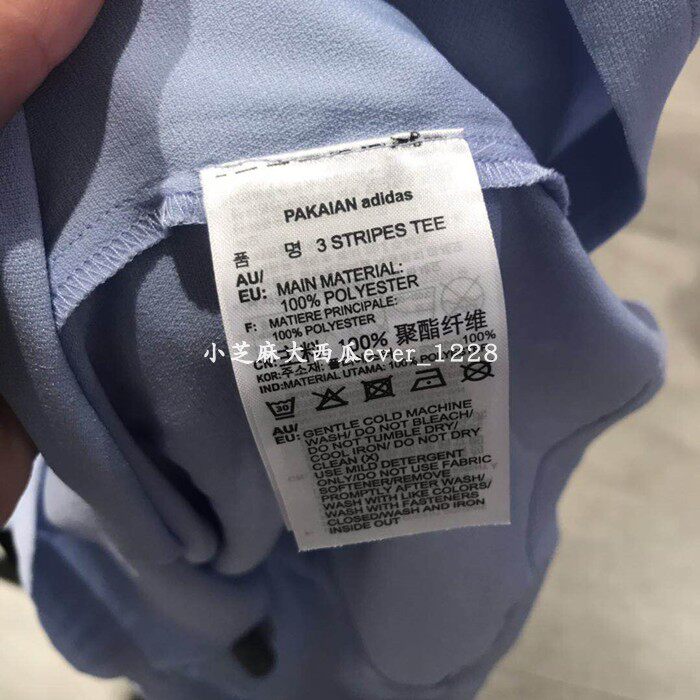 PAKAIAN adidas
품 명 3 STRIPES TEE
AU/ EU: MAIN MATERIAL:
100% POLYESTER
F: MATIERE PRINCIPALE:
100% POLYESTER
100% 聚酯纤维
小芝麻大西瓜ever_1228
KOR: 주소재: 100%
IND: MATERIAL UTAMA: 100% POLYESTER
30
AU/ EU: GENTLE COLD MACHINE
WASH/ DO NOT BLEACH/
DO NOT TUMBLE DRY/
COOL IRON/ DO NOT DRY
CLEAN (X)
USE MILD DETERGENT
ONLY/DO NOT USE FABRIC
SOFTENER/REMOVE
PROMPTLY AFTER WASH/
WASH WITH LIKE COLORS/
WASH WITH FASTENERS
CLOSED/WASH AND IRON
INSIDE OUT